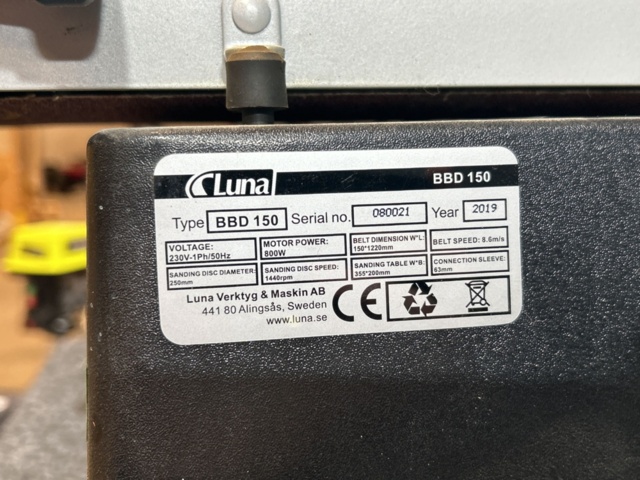 Luna BBD 150
Type BBD 150 Serial no. 080021 Year 2019
VOLTAGE: MOTOR POWER: BELT DIMENSION W*L: BELT SPEED: 8.6m/s
230V-1Ph/50Hz 800W 150*1220mm
SANDING DISC DIAMETER: SANDING DISC SPEED: SANDING TABLE W*B: CONNECTION SLEEVE:
250mm 1440rpm 355*200mm 63mm
Luna Verktyg & Maskin AB
441 80 Alingsås, Sweden
www.luna.se
CE